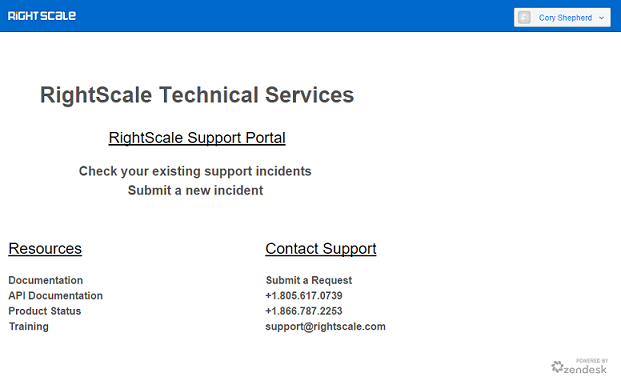 RIGHTSCALE
Cory Shepherd
RightScale Technical Services
RightScale Support Portal
Check your existing support incidents
Submit a new incident
Resources
Documentation
API Documentation
Product Status
Training
Contact Support
Submit a Request
+1.805.617.0739
+1.866.787.2253
support@rightscale.com
POWERED BY
zendesk